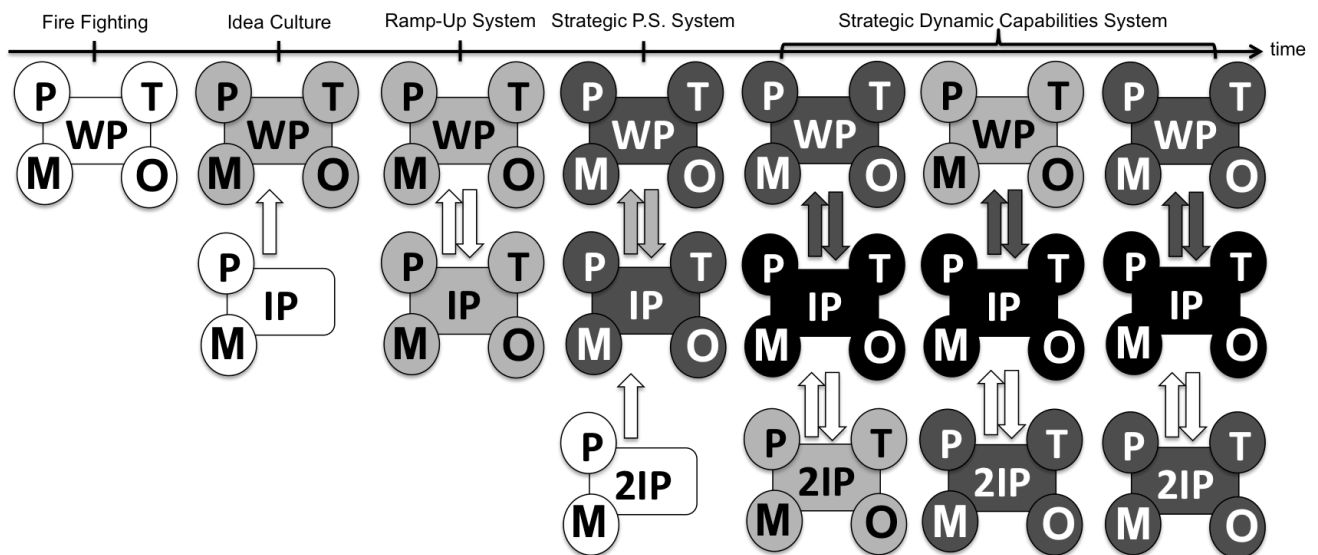 Fire Fighting Idea Culture Ramp-Up System Strategic P.S. System Strategic Dynamic Capabilities System
time
P T P T P T P T P T P T P T
WP WP WP WP WP WP WP
M O M O M O M O M O M O M O
P P T P T P T P T P T
IP IP IP IP IP IP
M M O M O M O M O M O
P P T P T P T
2IP 2IP 2IP 2IP
M M O M O M O